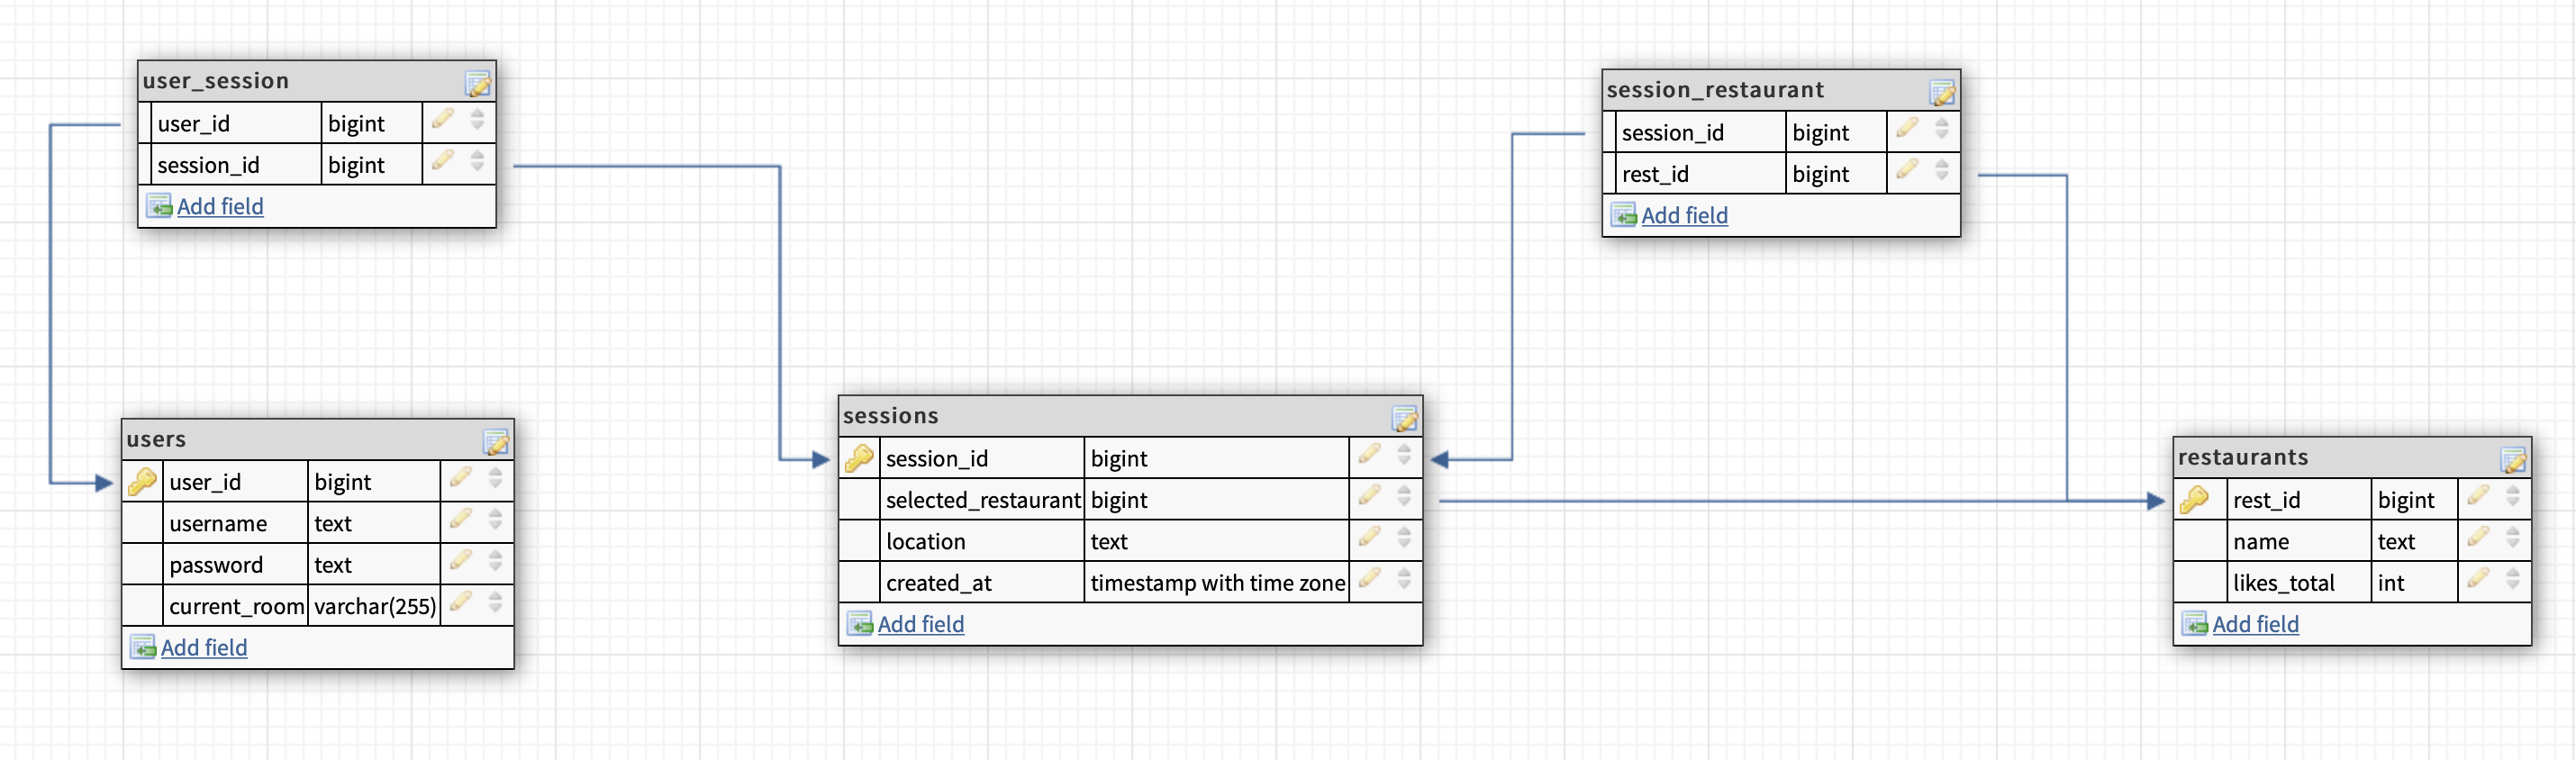 user_session
user_id bigint
session_id bigint
Add field
session_restaurant
session_id bigint
rest_id bigint
Add field
users
user_id bigint
username text
password text
current_room varchar(255)
Add field
sessions
session_id bigint
selected_restaurant bigint
location text
created_at timestamp with time zone
Add field
restaurants
rest_id bigint
name text
likes_total int
Add field